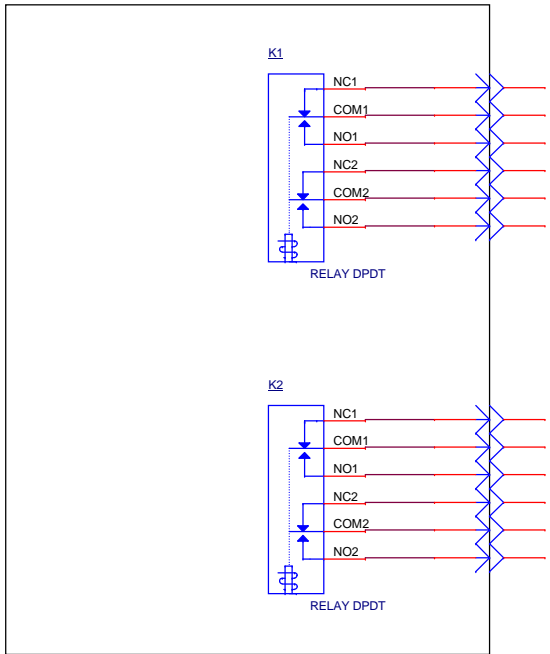 K1
NC1
COM1
NO1
NC2
COM2
NO2
RELAY DPDT
K2
NC1
COM1
NO1
NC2
COM2
NO2
RELAY DPDT